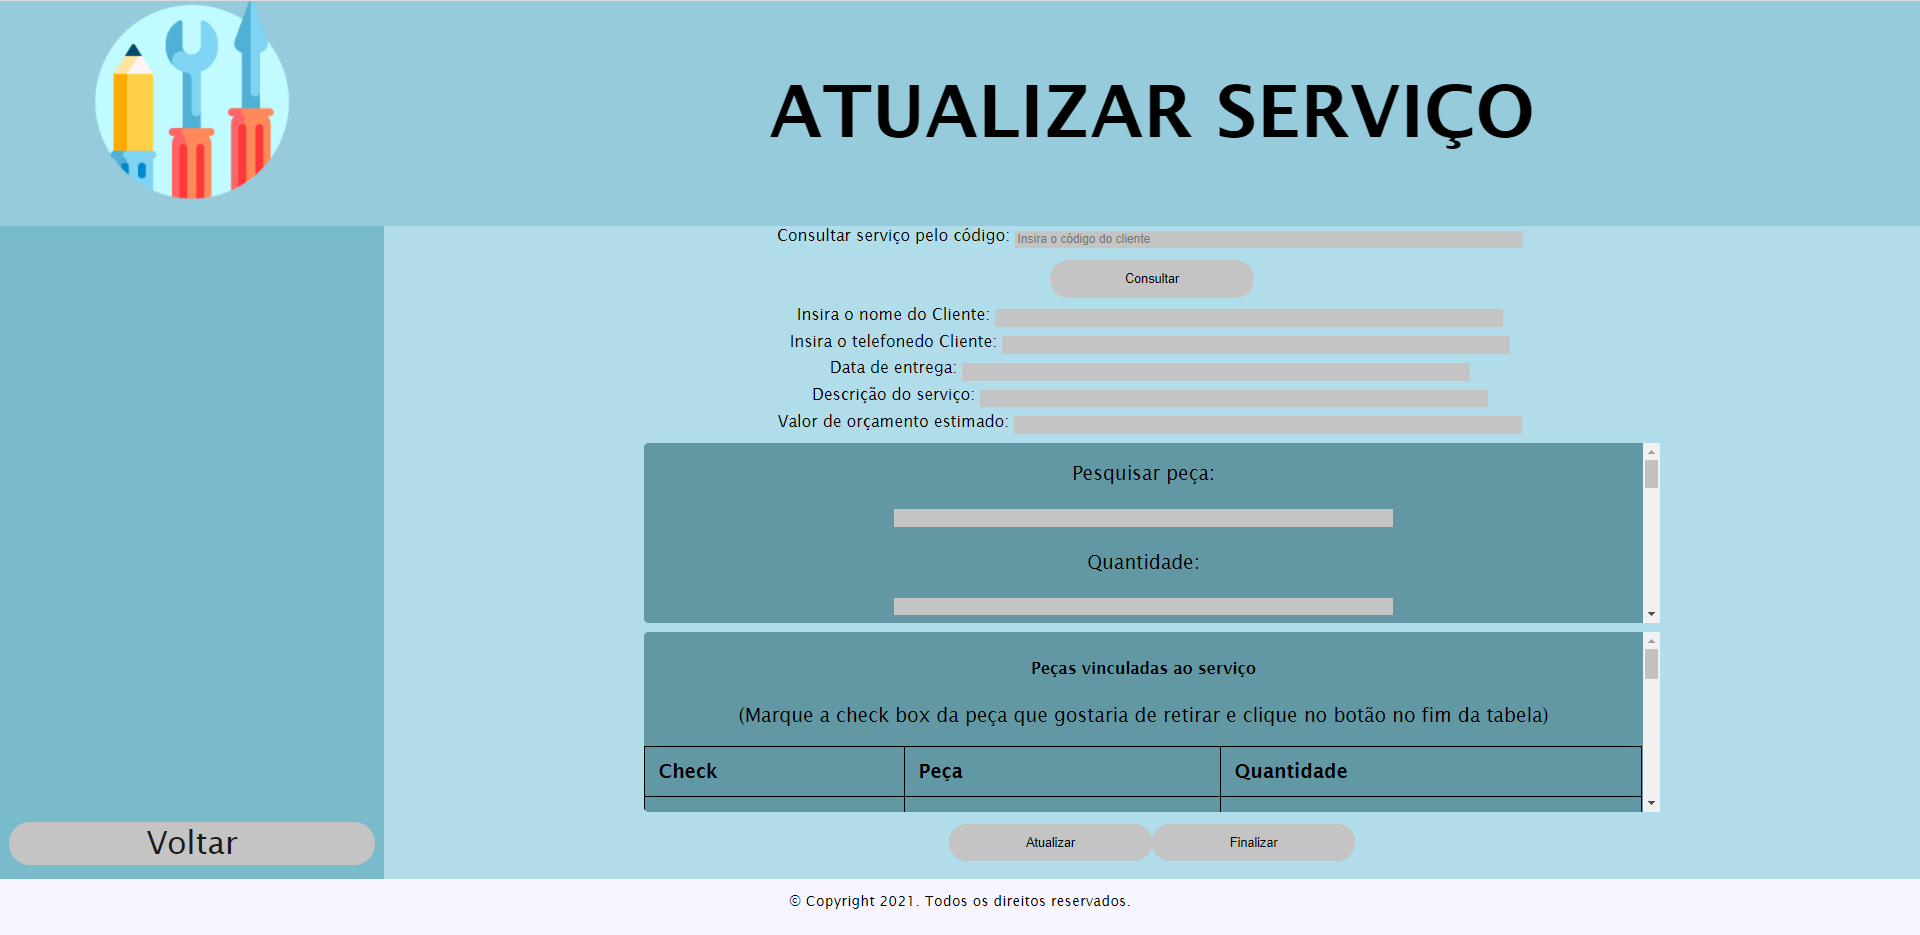 ATUALIZAR SERVIÇO
Consultar serviço pelo código: Insira o código do cliente
Consultar
Insira o nome do Cliente:
Insira o telefonedo Cliente:
Data de entrega:
Descrição do serviço:
Valor de orçamento estimado:
Pesquisar peça:
Quantidade:
Peças vinculadas ao serviço
(Marque a check box da peça que gostaria de retirar e clique no botão no fim da tabela)
Check Peça Quantidade
Voltar
Atualizar Finalizar
© Copyright 2021. Todos os direitos reservados.